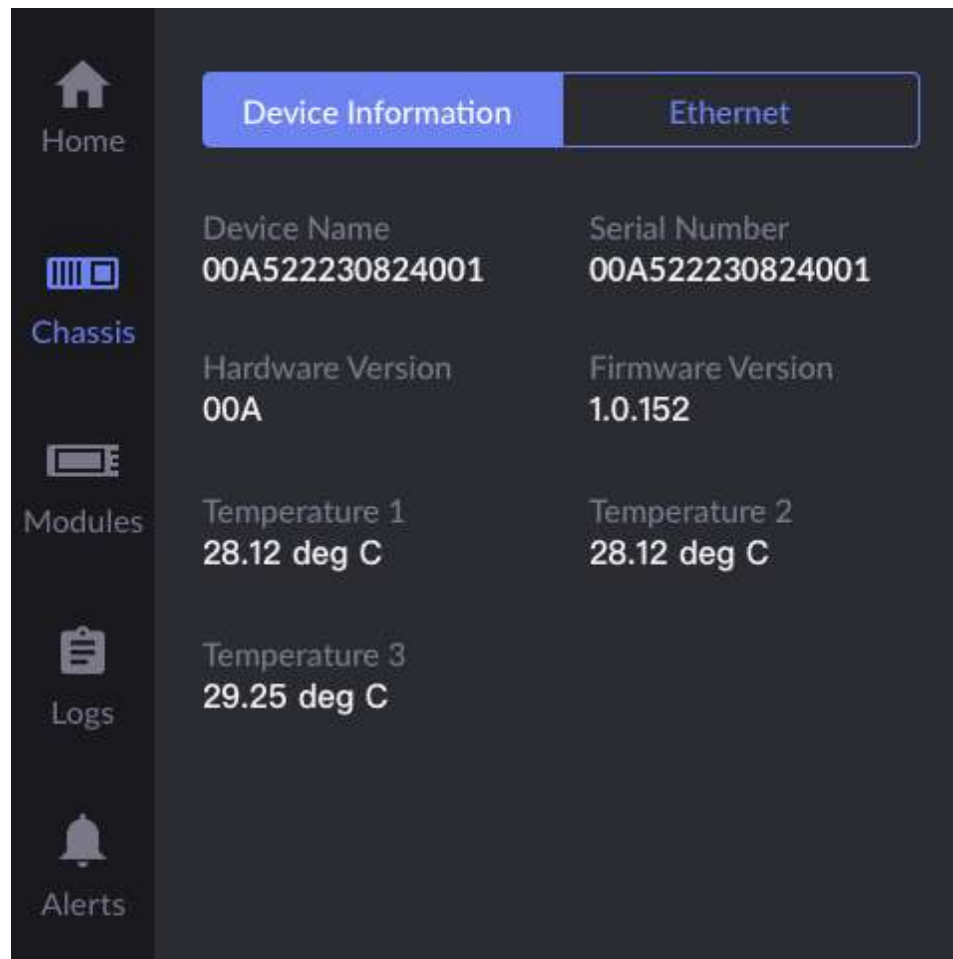 Home
Chassis
Modules
Logs
Alerts
Device Information
Ethernet
Device Name
00A522230824001
Serial Number
00A522230824001
Hardware Version
00A
Firmware Version
1.0.152
Temperature 1
28.12 deg C
Temperature 2
28.12 deg C
Temperature 3
29.25 deg C